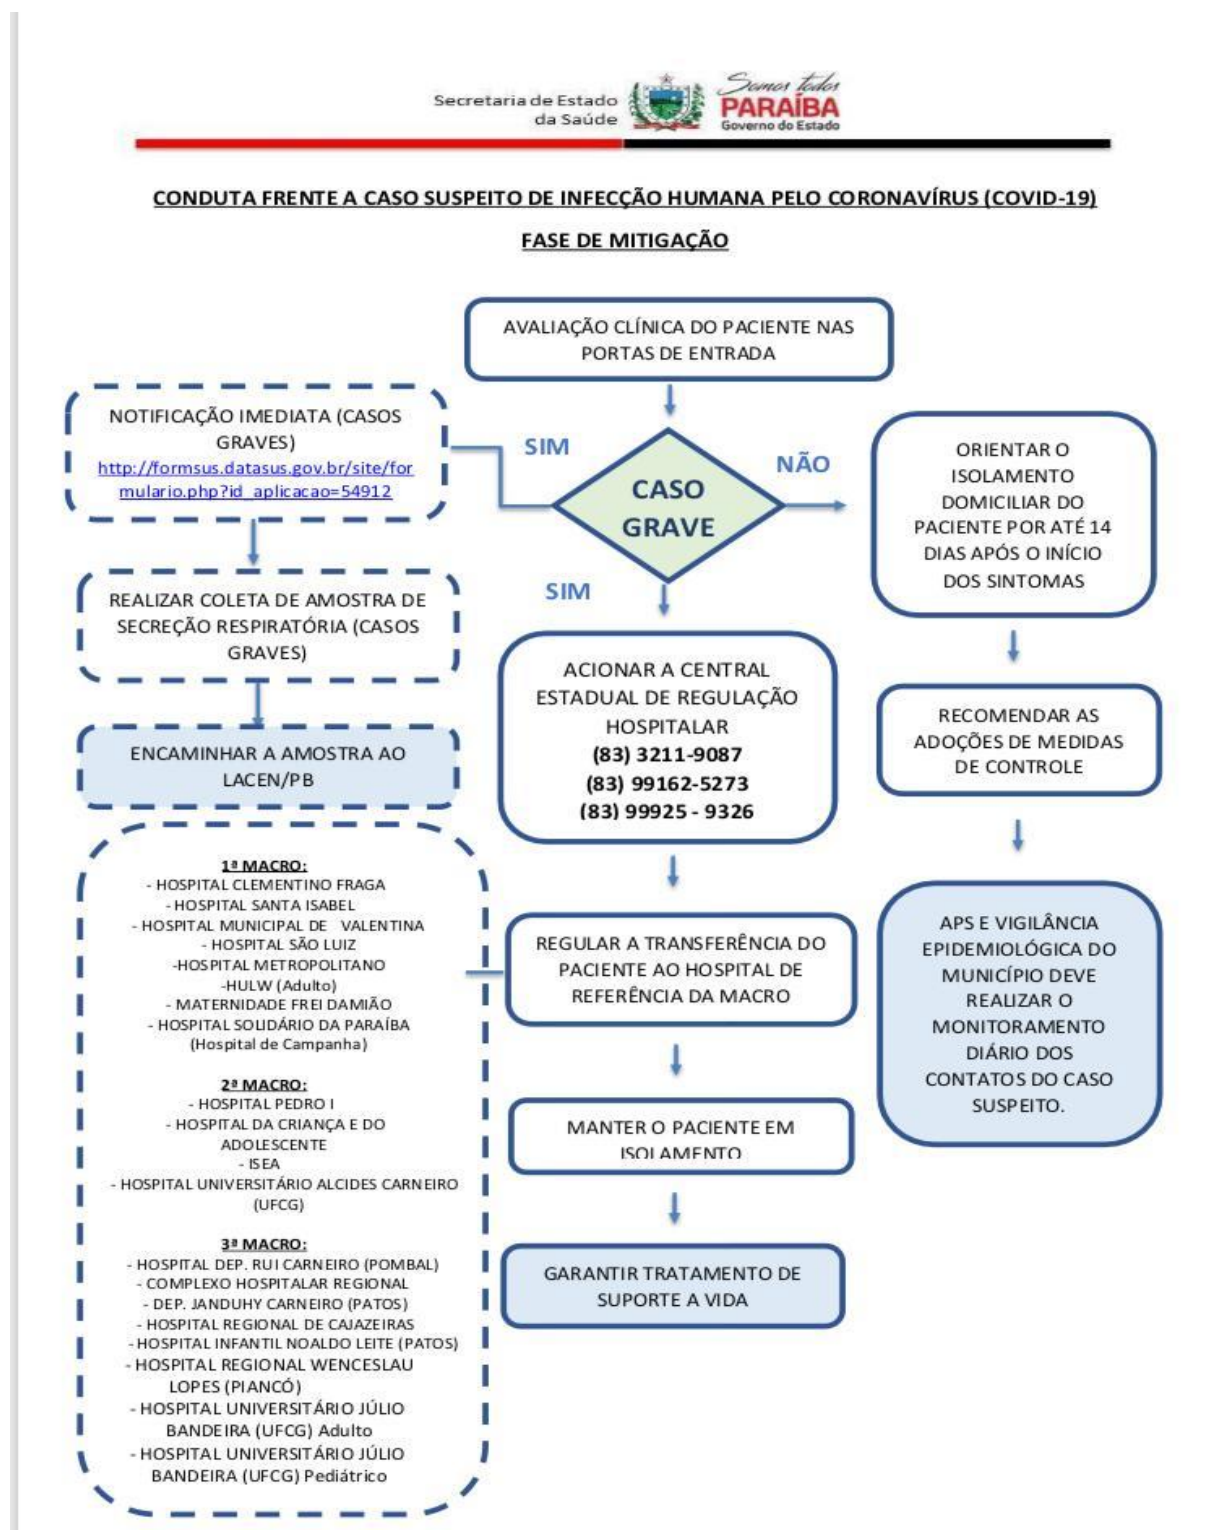 Secretaria de Estado
da Saúde
Somos todos
PARAÍBA
Governo do Estado
CONDUTA FRENTE A CASO SUSPEITO DE INFECÇÃO HUMANA PELO CORONAVÍRUS (COVID-19)
FASE DE MITIGAÇÃO
AVALIAÇÃO CLÍNICA DO PACIENTE NAS
PORTAS DE ENTRADA
CASO
GRAVE
SIM
NÃO
SIM
NOTIFICAÇÃO IMEDIATA (CASOS
GRAVES)
http://formsus.datasus.gov.br/site/for
mulario.php?id_aplicacao=54912
REALIZAR COLETA DE AMOSTRA DE
SECREÇÃO RESPIRATÓRIA (CASOS
GRAVES)
ENCAMINHAR A AMOSTRA AO
LACEN/PB
ORIENTAR O
ISOLAMENTO
DOMICILIAR DO
PACIENTE POR ATÉ 14
DIAS APÓS O INÍCIO
DOS SINTOMAS
RECOMENDAR AS
ADOÇÕES DE MEDIDAS
DE CONTROLE
APS E VIGILÂNCIA
EPIDEMIOLÓGICA DO
MUNICÍPIO DEVE
REALIZAR O
MONITORAMENTO
DIÁRIO DOS
CONTATOS DO CASO
SUSPEITO.
ACIONAR A CENTRAL
ESTADUAL DE REGULAÇÃO
HOSPITALAR
(83) 3211-9087
(83) 99162-5273
(83) 99925 - 9326
REGULAR A TRANSFERÊNCIA DO
PACIENTE AO HOSPITAL DE
REFERÊNCIA DA MACRO
MANTER O PACIENTE EM
ISOLAMENTO
GARANTIR TRATAMENTO DE
SUPORTE A VIDA
1ª MACRO:
- HOSPITAL CLEMENTINO FRAGA
- HOSPITAL SANTA ISABEL
- HOSPITAL MUNICIPAL DE VALENTINA
- HOSPITAL SÃO LUIZ
-HOSPITAL METROPOLITANO
-HULW (Adulto)
- MATERNIDADE FREI DAMIÃO
- HOSPITAL SOLIDÁRIO DA PARAÍBA
(Hospital de Campanha)
2ª MACRO:
- HOSPITAL PEDRO I
- HOSPITAL DA CRIANÇA E DO
ADOLESCENTE
- ISEA
- HOSPITAL UNIVERSITÁRIO ALCIDES CARNEIRO
(UFCG)
3ª MACRO:
- HOSPITAL DEP. RUI CARNEIRO (POMBAL)
- COMPLEXO HOSPITALAR REGIONAL
- DEP. JANDUHY CARNEIRO (PATOS)
- HOSPITAL REGIONAL DE CAJAZEIRAS
- HOSPITAL INFANTIL NOALDO LEITE (PATOS)
- HOSPITAL REGIONAL WENCESLAU
LOPES (PIANCÓ)
- HOSPITAL UNIVERSITÁRIO JÚLIO
BANDEIRA (UFCG) Adulto
- HOSPITAL UNIVERSITÁRIO JÚLIO
BANDEIRA (UFCG) Pediátrico